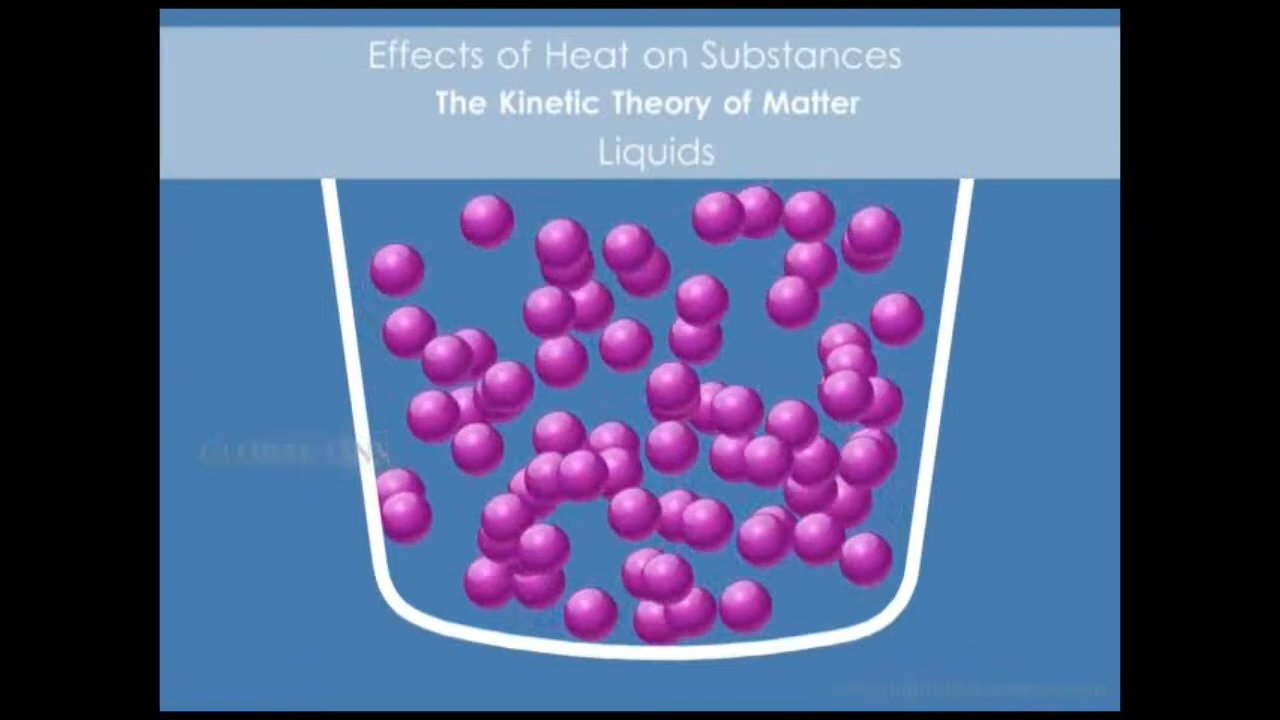 Effects of Heat on Substances
The Kinetic Theory of Matter
Liquids